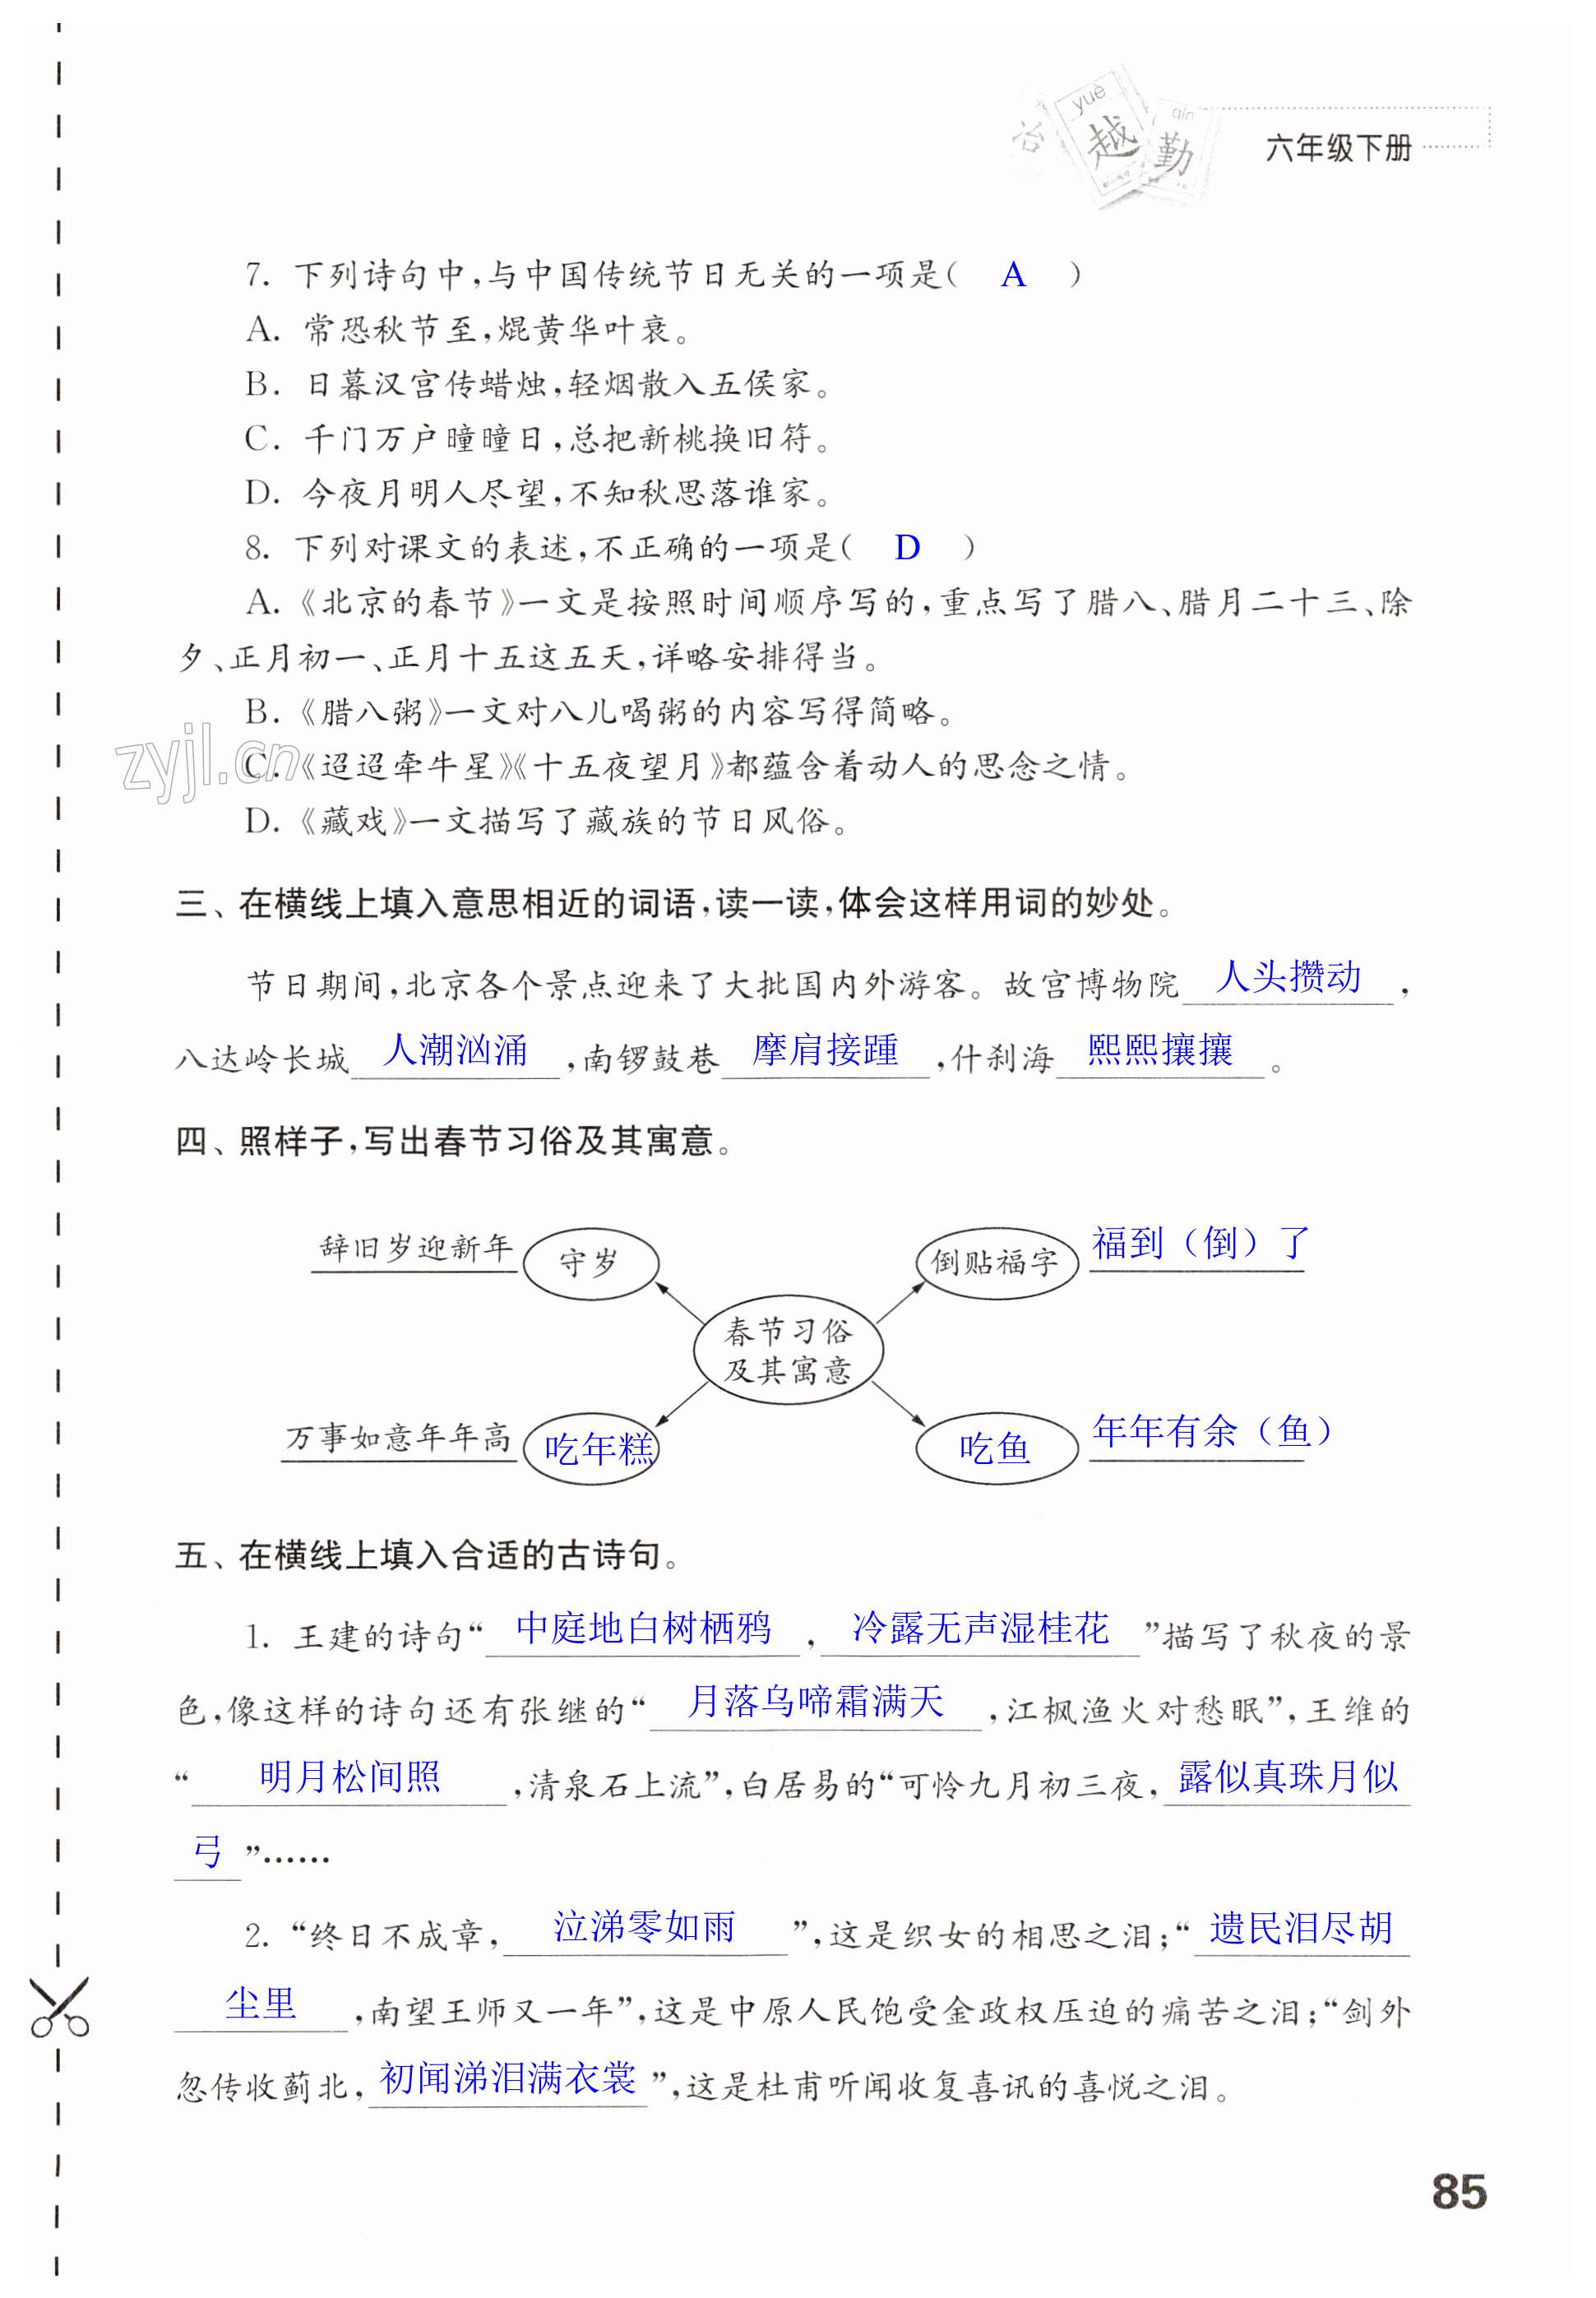 yuè
qín
冶 越 勤
六年级下册
7. 下列诗句中,与中国传统节日无关的一项是( A )
A. 常恐秋节至,焜黄华叶衰。
B. 日暮汉宫传蜡烛,轻烟散入五侯家。
C. 千门万户曈曈日,总把新桃换旧符。
D. 今夜月明人尽望,不知秋思落谁家。
8. 下列对课文的表述,不正确的一项是( D )
A.《北京的春节》一文是按照时间顺序写的,重点写了腊八、腊月二十三、除
夕、正月初一、正月十五这五天,详略安排得当。
B.《腊八粥》一文对八儿喝粥的内容写得简略。
zyjl.cn
C.《迢迢牵牛星》《十五夜望月》都蕴含着动人的思念之情。
D.《藏戏》一文描写了藏族的节日风俗。
三、在横线上填入意思相近的词语,读一读,体会这样用词的妙处。
节日期间,北京各个景点迎来了大批国内外游客。故宫博物院 人头攒动 ,
八达岭长城 人潮汹涌 ,南锣鼓巷 摩肩接踵 ,什刹海 熙熙攘攘 。
四、照样子,写出春节习俗及其寓意。
辞旧岁迎新年 守岁 倒贴福字 福到（倒）了
春节习俗
及其寓意
万事如意年年高 吃年糕 吃鱼 年年有余（鱼）
五、在横线上填入合适的古诗句。
1. 王建的诗句“ 中庭地白树栖鸦 , 冷露无声湿桂花 ”描写了秋夜的景
色,像这样的诗句还有张继的“ 月落乌啼霜满天 ,江枫渔火对愁眠”,王维的
“ 明月松间照 ,清泉石上流”,白居易的“可怜九月初三夜, 露似真珠月似
弓 ”……
2. “终日不成章, 泣涕零如雨 ”,这是织女的相思之泪;“ 遗民泪尽胡
尘里 ,南望王师又一年”,这是中原人民饱受金政权压迫的痛苦之泪;“剑外
忽传收蓟北, 初闻涕泪满衣裳 ”,这是杜甫听闻收复喜讯的喜悦之泪。
85